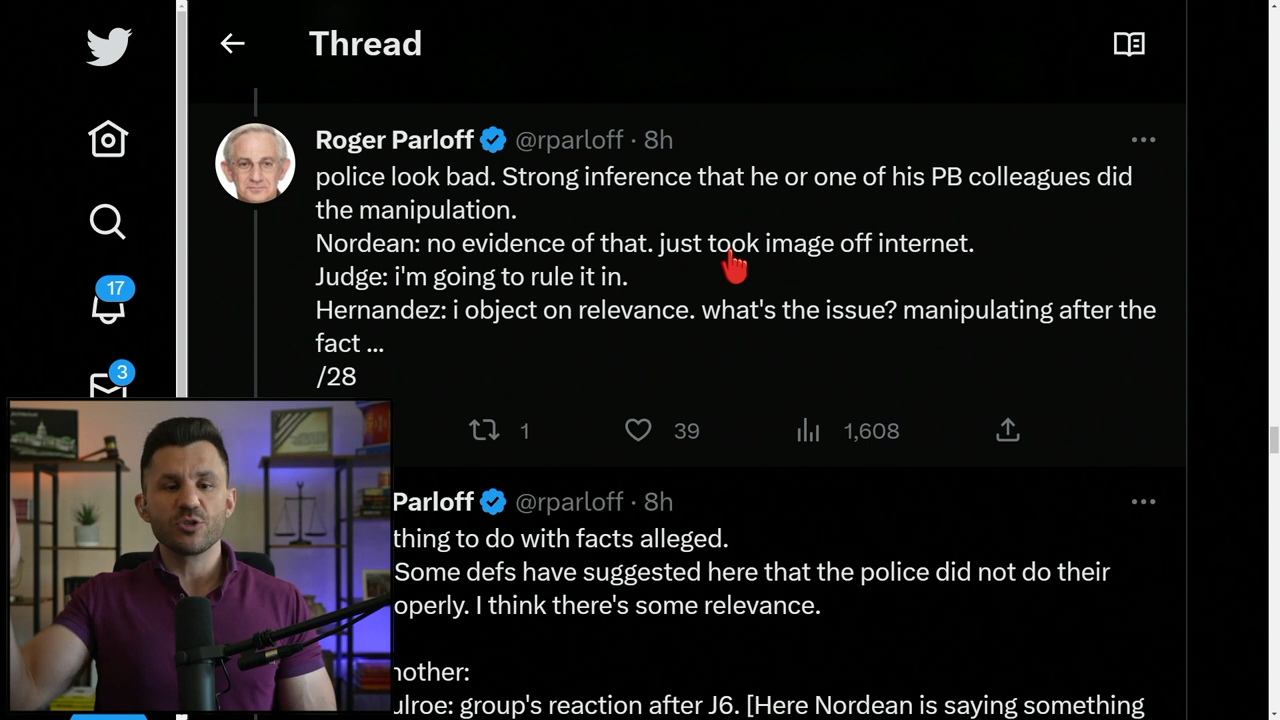 Thread
Roger Parloff @rparloff · 8h
police look bad. Strong inference that he or one of his PB colleagues did
the manipulation.
Nordean: no evidence of that. just took image off internet.
Judge: i'm going to rule it in.
Hernandez: i object on relevance. what's the issue? manipulating after the
fact ...
/28
17
3
1
39
1,608
Parloff @rparloff · 8h
thing to do with facts alleged.
Some defs have suggested here that the police did not do their
operly. I think there's some relevance.
nother:
ulroe: group's reaction after J6. [Here Nordean is saying something